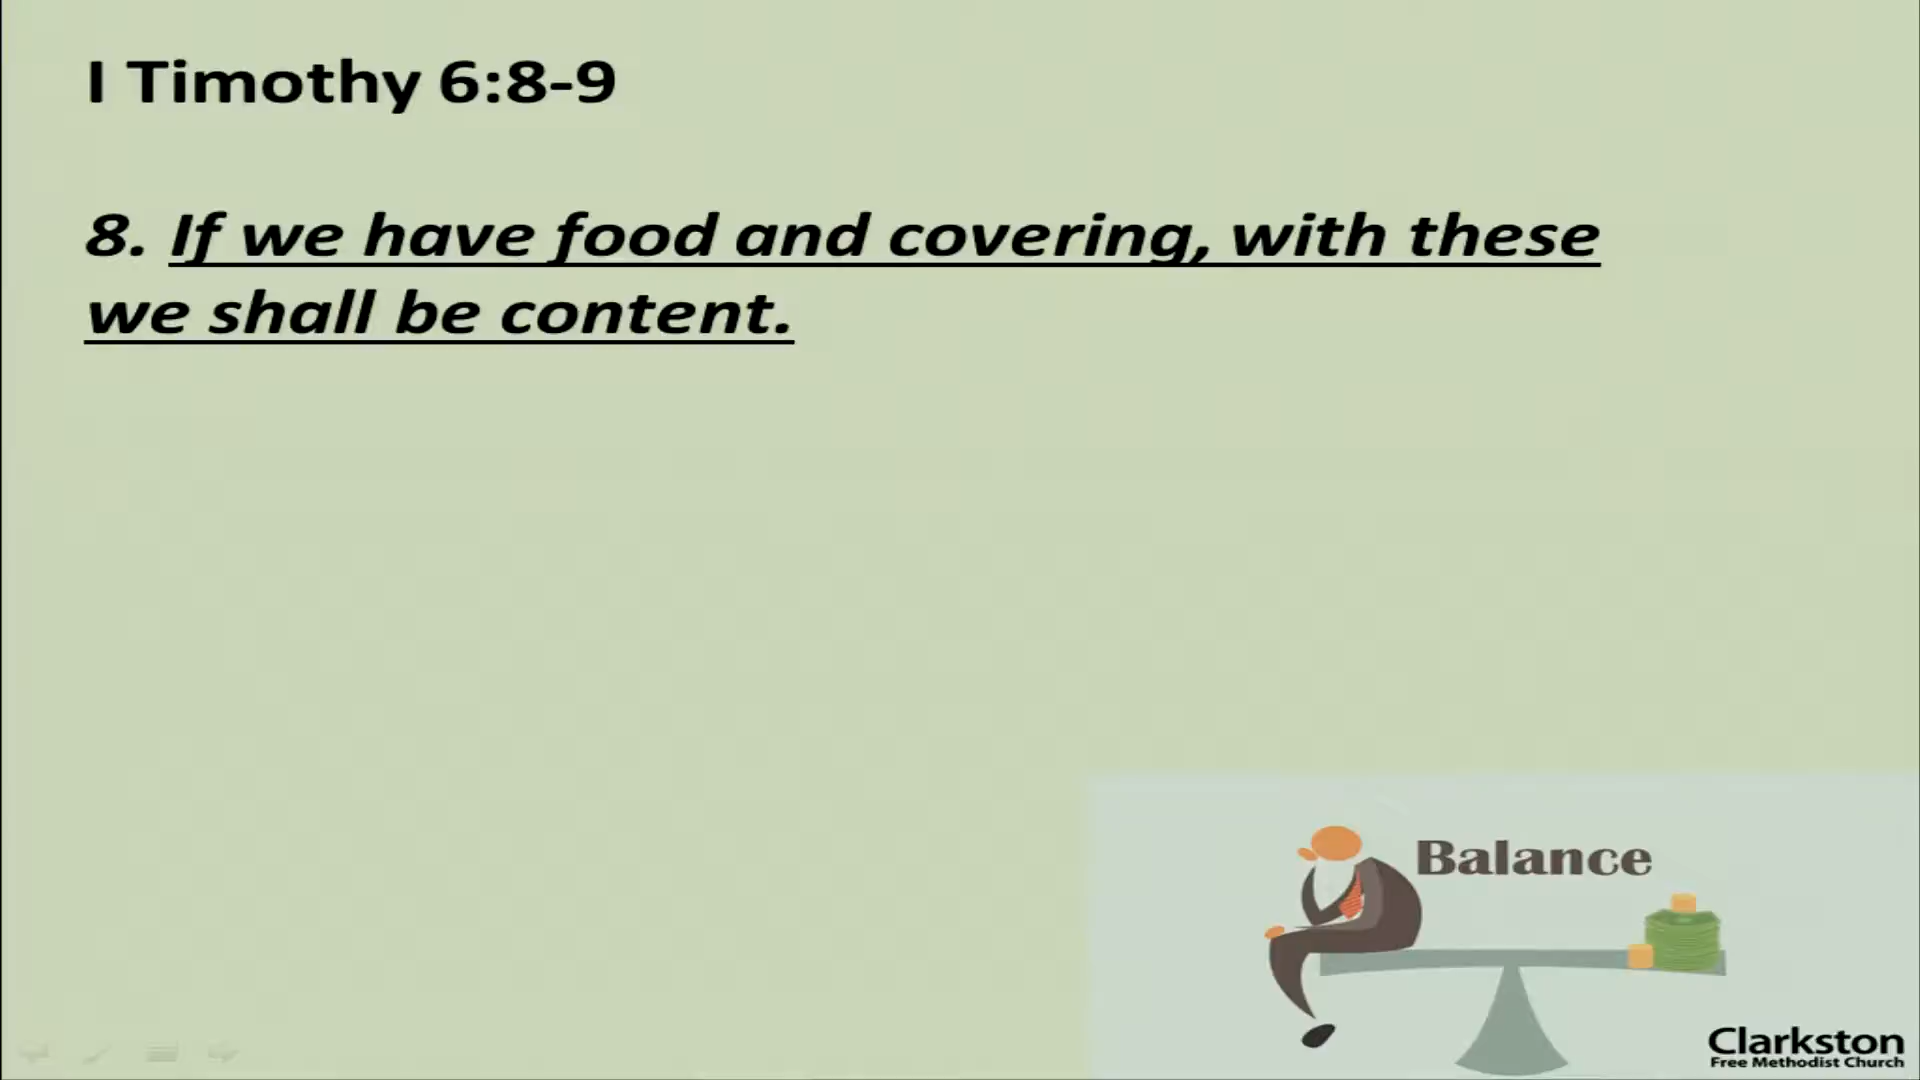 I Timothy 6:8-9
8. If we have food and covering, with these
we shall be content.
Balance
Clarkston
Free Methodist Church